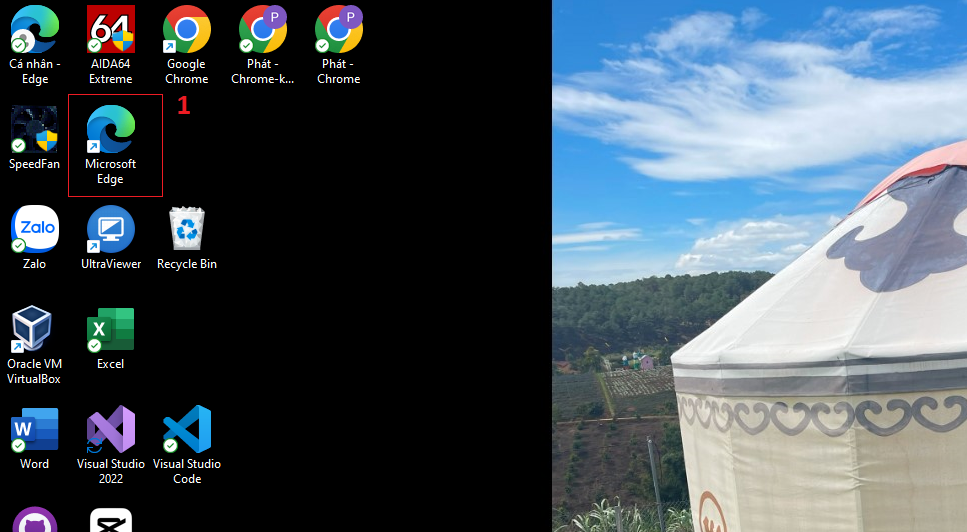 Cá nhân -
Edge
64
AIDA64
Extreme
Google
Chrome
P
Phát -
Chrome-k...
P
Phát -
Chrome
SpeedFan
Microsoft
Edge
1
Zalo
Zalo
UltraViewer
Recycle Bin
Oracle VM
VirtualBox
X
Excel
W
Word
Visual Studio
2022
Visual Studio
Code